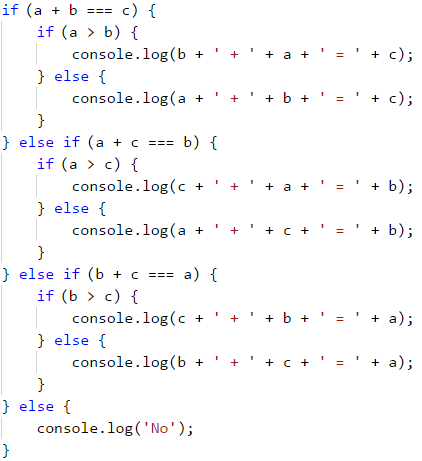 if (a + b === c) {
    if (a > b) {
        console.log(b + ' + ' + a + ' = ' + c);
    } else {
        console.log(a + ' + ' + b + ' = ' + c);
    }
} else if (a + c === b) {
    if (a > c) {
        console.log(c + ' + ' + a + ' = ' + b);
    } else {
        console.log(a + ' + ' + c + ' = ' + b);
    }
} else if (b + c === a) {
    if (b > c) {
        console.log(c + ' + ' + b + ' = ' + a);
    } else {
        console.log(b + ' + ' + c + ' = ' + a);
    }
} else {
    console.log('No');
}